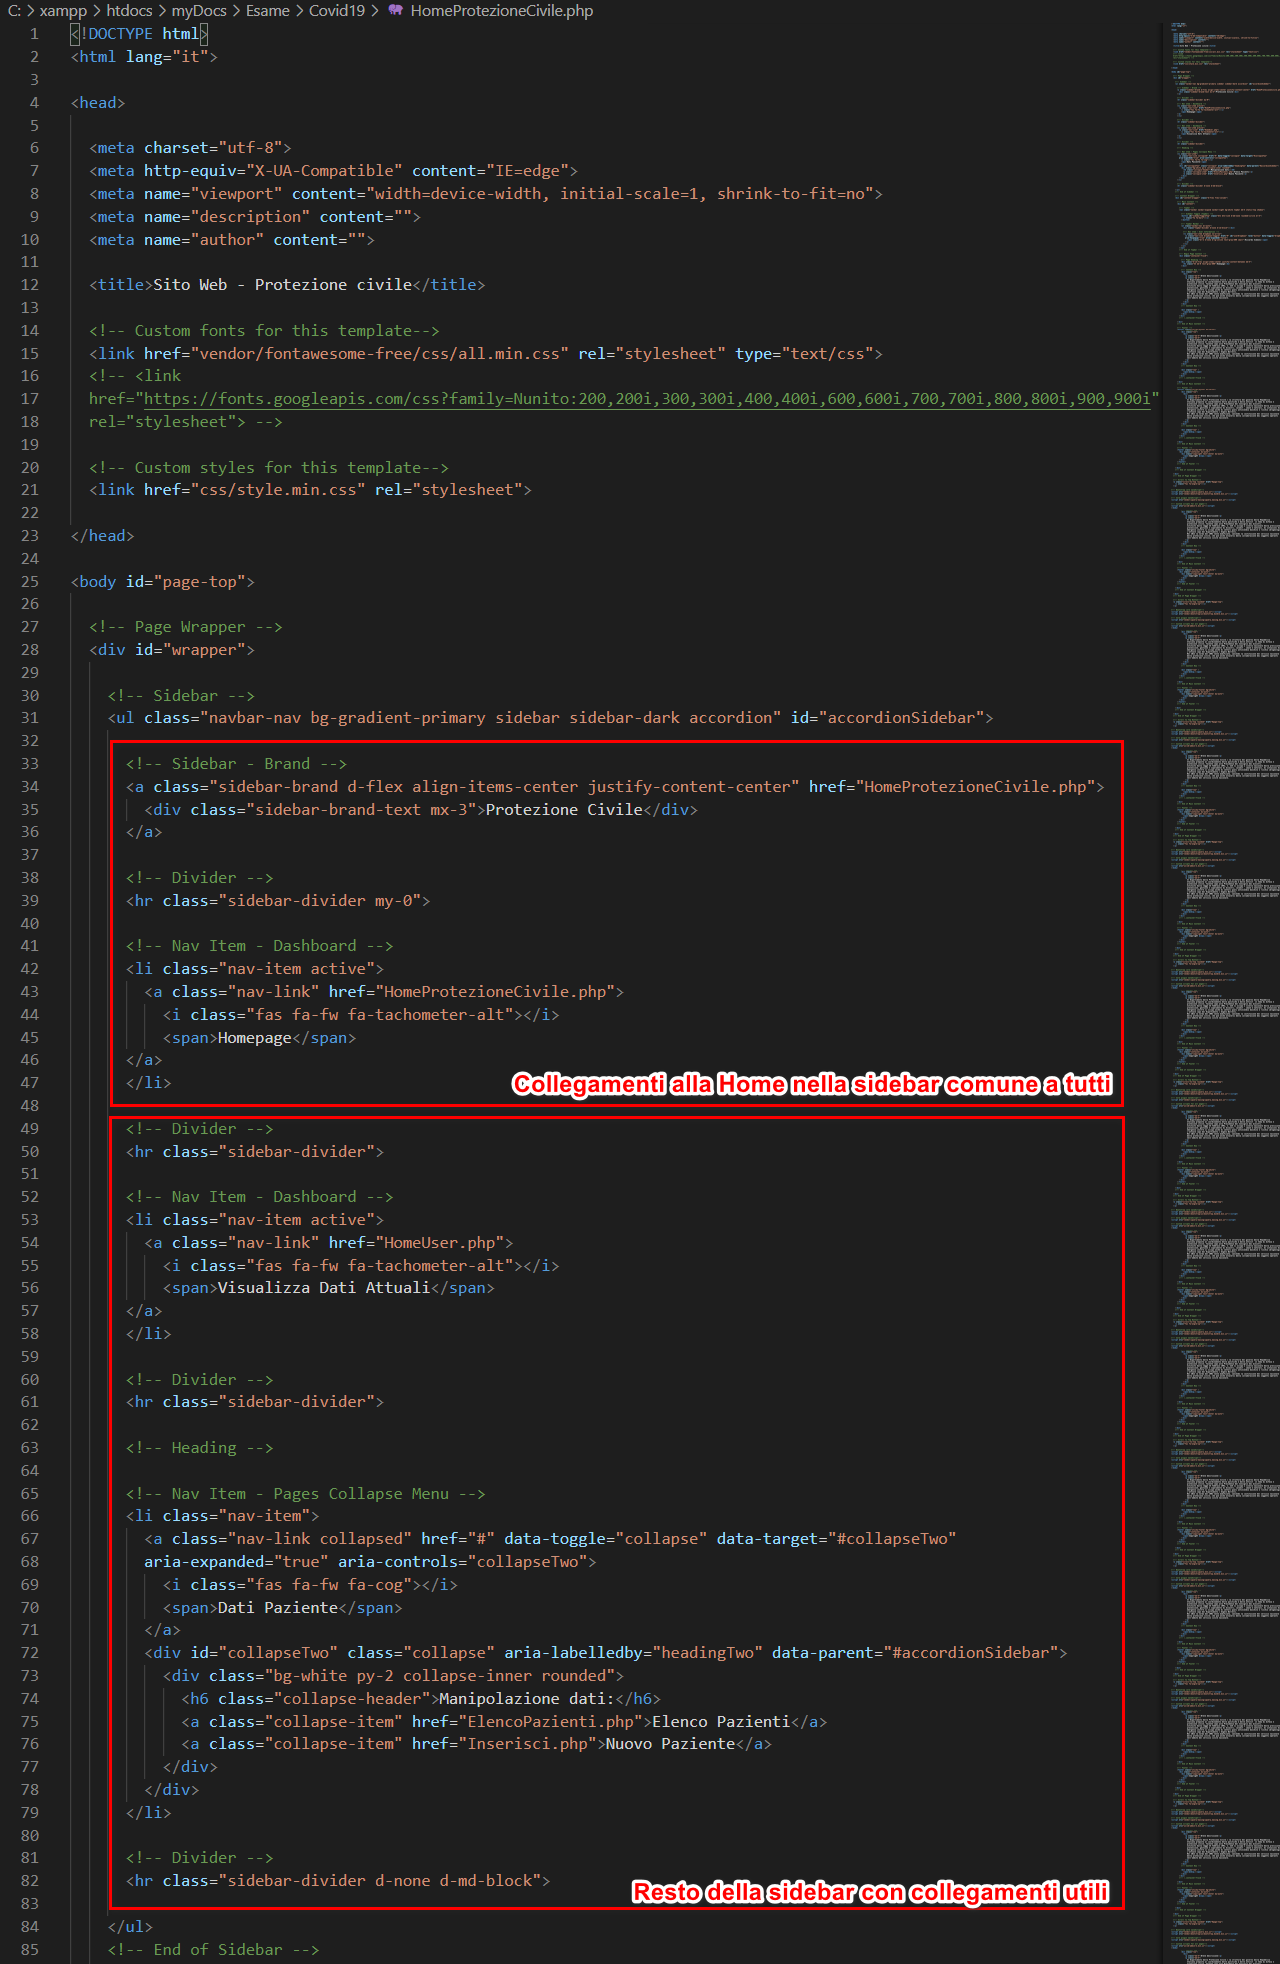 C: > xampp > htdocs > myDocs > Esame > Covid19 > HomeProtezioneCivile.php
1 <!DOCTYPE html>
2 <html lang="it">
3
4 <head>
5
6 <meta charset="utf-8">
7 <meta http-equiv="X-UA-Compatible" content="IE=edge">
8 <meta name="viewport" content="width=device-width, initial-scale=1, shrink-to-fit=no">
9 <meta name="description" content="">
10 <meta name="author" content="">
11
12 <title>Sito Web - Protezione civile</title>
13
14 <!-- Custom fonts for this template-->
15 <link href="vendor/fontawesome-free/css/all.min.css" rel="stylesheet" type="text/css">
16 <!-- <link
17 href="https://fonts.googleapis.com/css?family=Nunito:200,200i,300,300i,400,400i,600,600i,700,700i,800,800i,900,900i"
18 rel="stylesheet"> -->
19
20 <!-- Custom styles for this template-->
21 <link href="css/style.min.css" rel="stylesheet">
22
23 </head>
24
25 <body id="page-top">
26
27 <!-- Page Wrapper -->
28 <div id="wrapper">
29
30 <!-- Sidebar -->
31 <ul class="navbar-nav bg-gradient-primary sidebar sidebar-dark accordion" id="accordionSidebar">
32
33 <!-- Sidebar - Brand -->
34 <a class="sidebar-brand d-flex align-items-center justify-content-center" href="HomeProtezioneCivile.php">
35 <div class="sidebar-brand-text mx-3">Protezione Civile</div>
36 </a>
37
38 <!-- Divider -->
39 <hr class="sidebar-divider my-0">
40
41 <!-- Nav Item - Dashboard -->
42 <li class="nav-item active">
43 <a class="nav-link" href="HomeProtezioneCivile.php">
44 <i class="fas fa-fw fa-tachometer-alt"></i>
45 <span>Homepage</span>
46 </a>
47 </li>
Collegamenti alla Home nella sidebar comune a tutti
48
49 <!-- Divider -->
50 <hr class="sidebar-divider">
51
52 <!-- Nav Item - Dashboard -->
53 <li class="nav-item active">
54 <a class="nav-link" href="HomeUser.php">
55 <i class="fas fa-fw fa-tachometer-alt"></i>
56 <span>Visualizza Dati Attuali</span>
57 </a>
58 </li>
59
60 <!-- Divider -->
61 <hr class="sidebar-divider">
62
63 <!-- Heading -->
64
65 <!-- Nav Item - Pages Collapse Menu -->
66 <li class="nav-item">
67 <a class="nav-link collapsed" href="#" data-toggle="collapse" data-target="#collapseTwo"
68 aria-expanded="true" aria-controls="collapseTwo">
69 <i class="fas fa-fw fa-cog"></i>
70 <span>Dati Paziente</span>
71 </a>
72 <div id="collapseTwo" class="collapse" aria-labelledby="headingTwo" data-parent="#accordionSidebar">
73 <div class="bg-white py-2 collapse-inner rounded">
74 <h6 class="collapse-header">Manipolazione dati:</h6>
75 <a class="collapse-item" href="ElencoPazienti.php">Elenco Pazienti</a>
76 <a class="collapse-item" href="Inserisci.php">Nuovo Paziente</a>
77 </div>
78 </div>
79 </li>
80
81 <!-- Divider -->
82 <hr class="sidebar-divider d-none d-md-block">
Resto della sidebar con collegamenti utili
83
84 </ul>
85 <!-- End of Sidebar -->